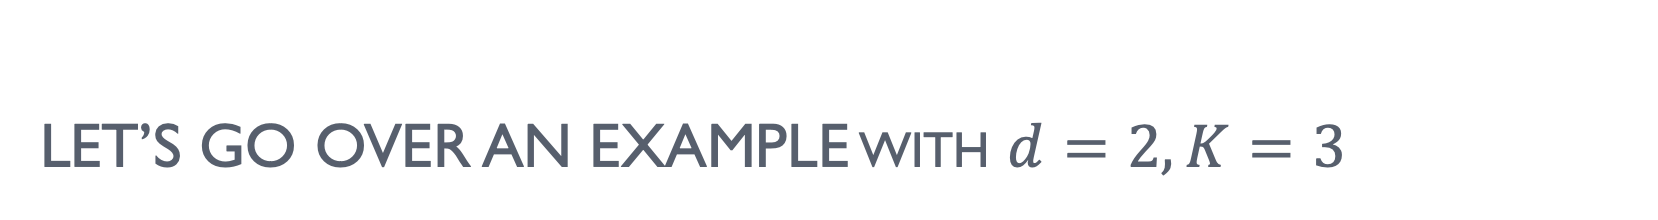 LET’S GO OVER AN EXAMPLE WITH d = 2, K = 3